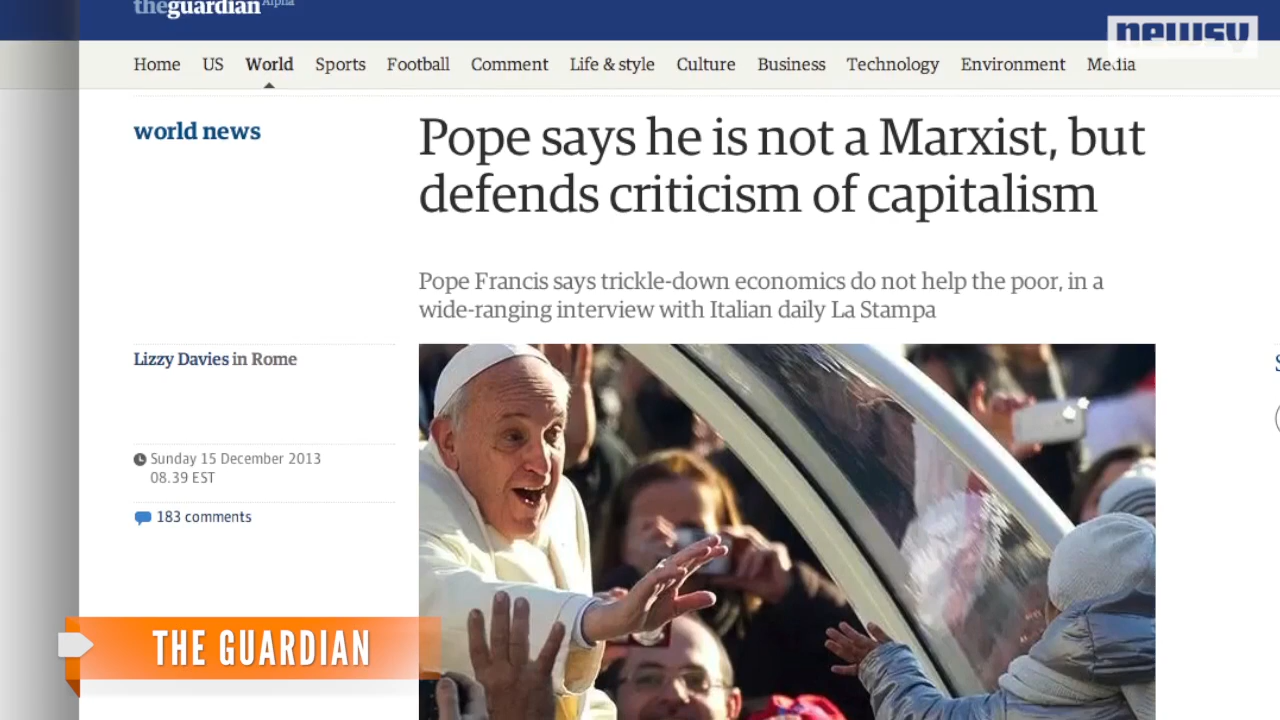 theguardian Alpha
newsy
Home US World Sports Football Comment Life & style Culture Business Technology Environment Media
world news
Pope says he is not a Marxist, but
defends criticism of capitalism
Pope Francis says trickle-down economics do not help the poor, in a
wide-ranging interview with Italian daily La Stampa
Lizzy Davies in Rome
Sunday 15 December 2013
08.39 EST
183 comments
THE GUARDIAN